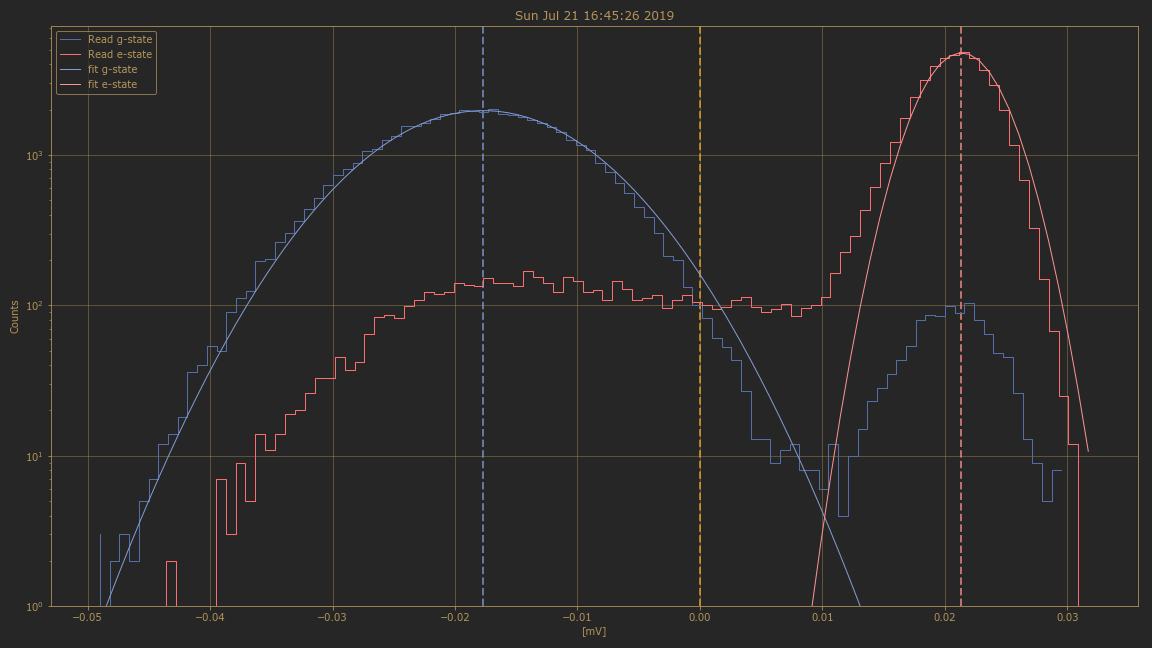 Sun Jul 21 16:45:26 2019
Read g-state
Read e-state
fit g-state
fit e-state
Counts
10³
10²
10¹
10⁰
−0.05 −0.04 −0.03 −0.02 −0.01 0.00 0.01 0.02 0.03
[mV]